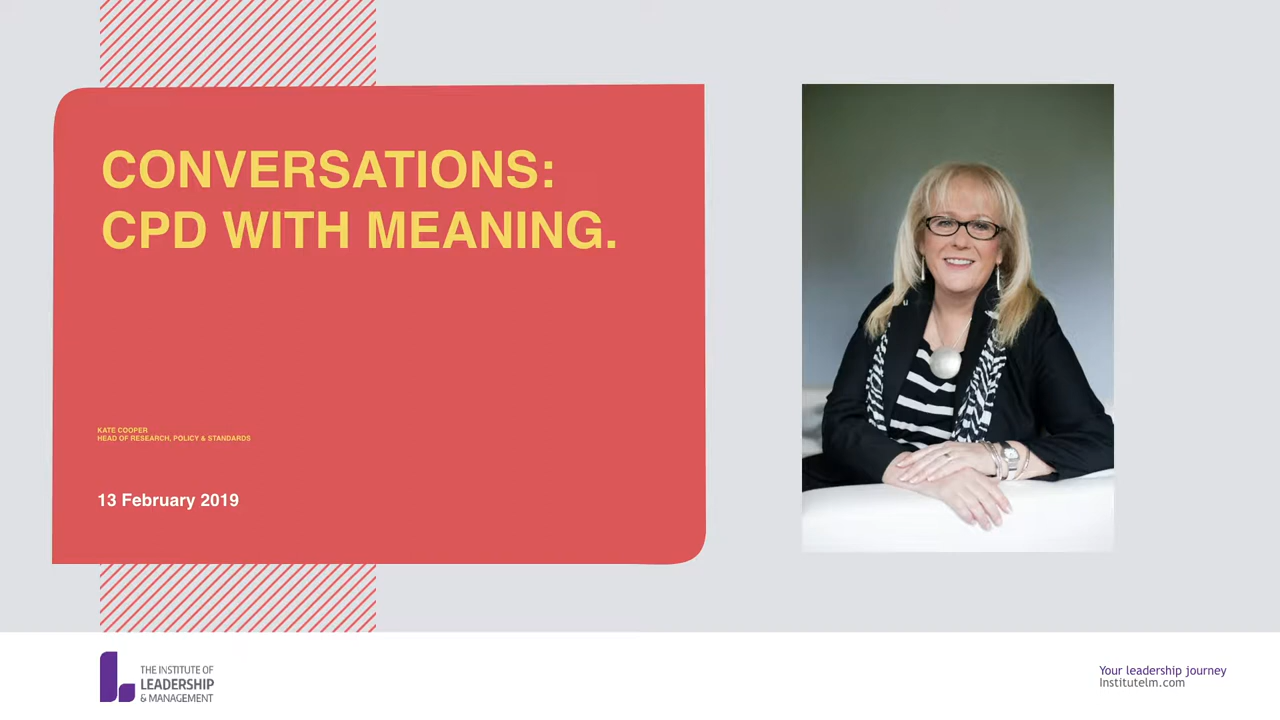 CONVERSATIONS:
CPD WITH MEANING.
KATE COOPER
HEAD OF RESEARCH, POLICY & STANDARDS
13 February 2019
THE INSTITUTE OF
LEADERSHIP
& MANAGEMENT
Your leadership journey
Institutelm.com